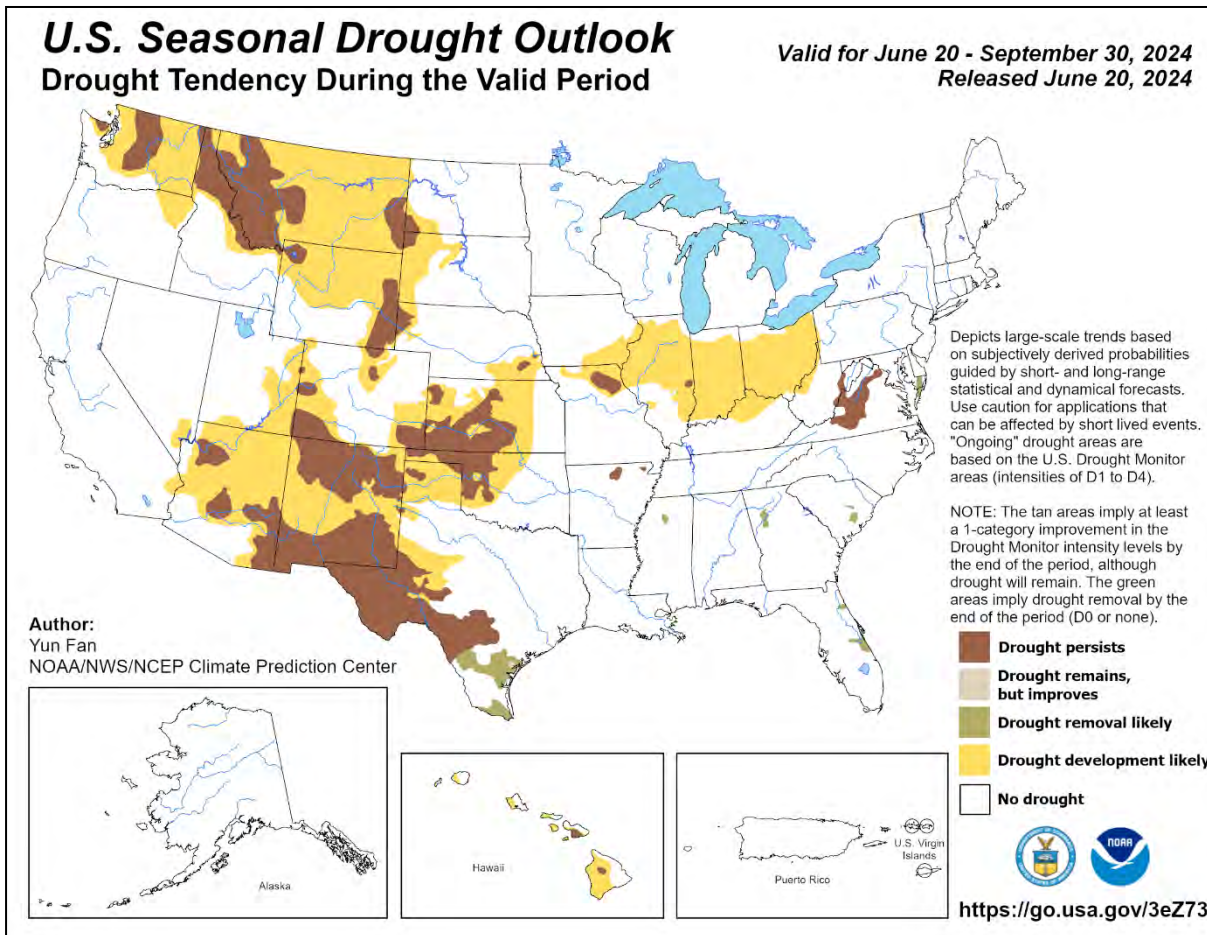 U.S. Seasonal Drought Outlook
Drought Tendency During the Valid Period
Valid for June 20 - September 30, 2024
Released June 20, 2024
Depicts large-scale trends based
on subjectively derived probabilities
guided by short- and long-range
statistical and dynamical forecasts.
Use caution for applications that
can be affected by short lived events.
"Ongoing" drought areas are
based on the U.S. Drought Monitor
areas (intensities of D1 to D4).
NOTE: The tan areas imply at least
a 1-category improvement in the
Drought Monitor intensity levels by
the end of the period, although
drought will remain. The green
areas imply drought removal by the
end of the period (D0 or none).
Author:
Yun Fan
NOAA/NWS/NCEP Climate Prediction Center
Drought persists
Drought remains,
but improves
Drought removal likely
Drought development likely
No drought
Alaska
Hawaii
Puerto Rico
U.S. Virgin
Islands
NOAA
https://go.usa.gov/3eZ73